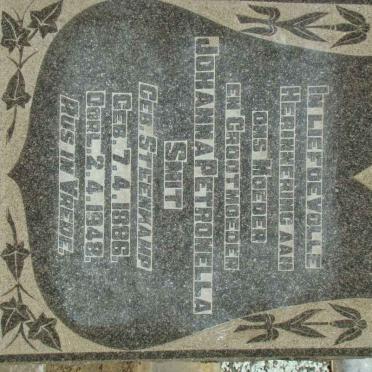 IN LIEFDEVOLLE
HERINNERING AAN
ONS MOEDER
EN GROOTMOEDER
JOHANNA PETRONELLA
SMIT
GEB. STEENKAMP
GEB. 7.4.1886.
OORL. 2.4.1948.
RUS IN VREDE.